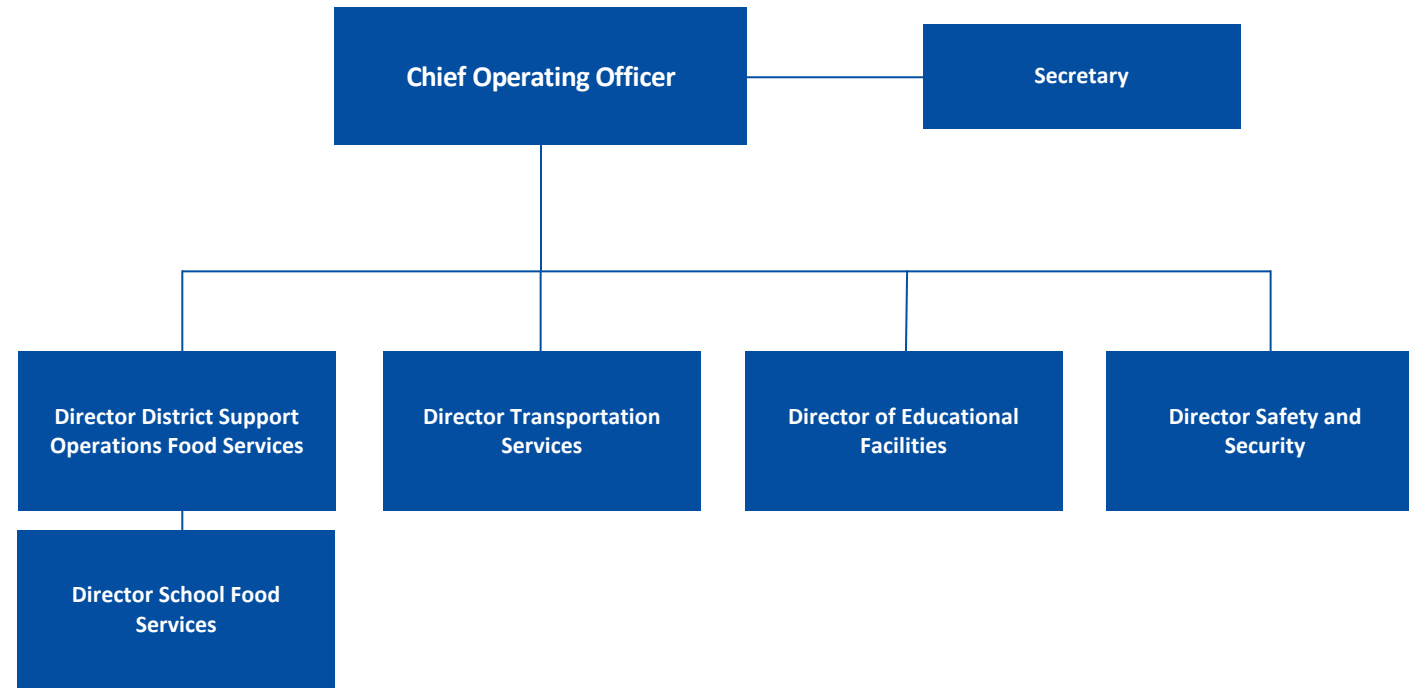 Chief Operating Officer
Secretary
Director District Support
Operations Food Services
Director Transportation
Services
Director of Educational
Facilities
Director Safety and
Security
Director School Food
Services